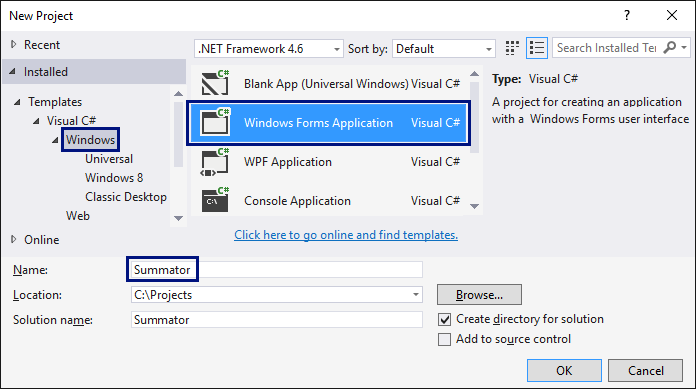 New Project
Recent
.NET Framework 4.6 Sort by: Default Search Installed Te
Installed
Templates
Visual C#
Windows
Universal
Windows 8
Classic Desktop
Web
Online
C# Blank App (Universal Windows) Visual C#
C# Windows Forms Application Visual C#
C# WPF Application Visual C#
C# C:\ Console Application Visual C#
Click here to go online and find templates.
Type: Visual C#
A project for creating an application
with a Windows Forms user interface
Name: Summator
Location: C:\Projects Browse...
Solution name: Summator Create directory for solution
Add to source control
OK Cancel